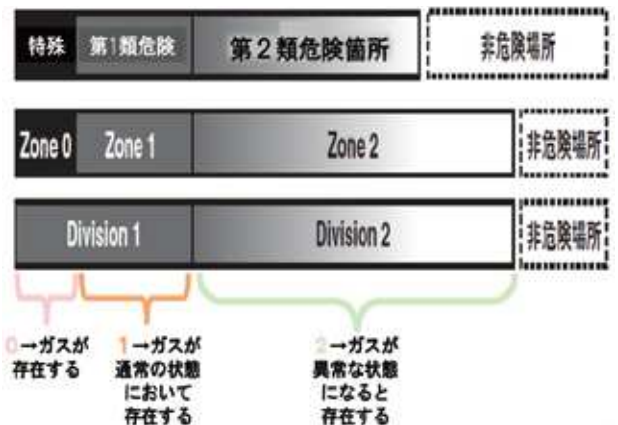 特殊 第1類危険 第2類危険箇所 非危険場所
Zone 0 Zone 1 Zone 2 非危険場所
Division 1 Division 2 非危険場所
0→ガスが
存在する
1→ガスが
通常の状態
において
存在する
2→ガスが
異常な状態
になると
存在する